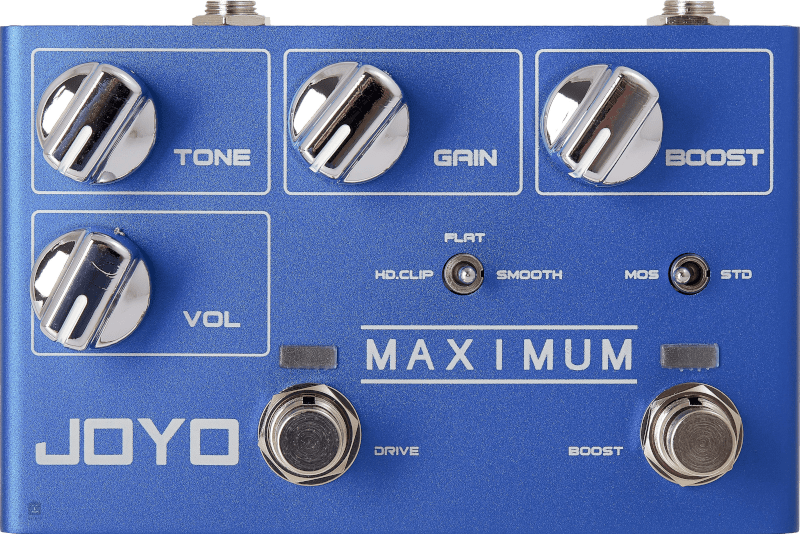 TONE
GAIN
BOOST
VOL
FLAT
HD.CLIP
SMOOTH
MOS
STD
MAXIMUM
JOYO
DRIVE
BOOST